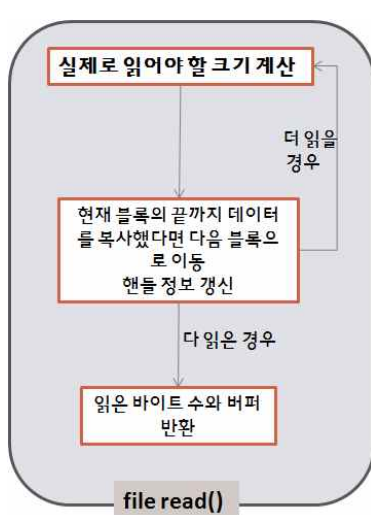 실제로 읽어야 할 크기 계산
더 읽을
경우
현재 블록의 끝까지 데이터
를 복사했다면 다음 블록으
로 이동
핸들 정보 갱신
다 읽은 경우
읽은 바이트 수와 버퍼
반환
file read()